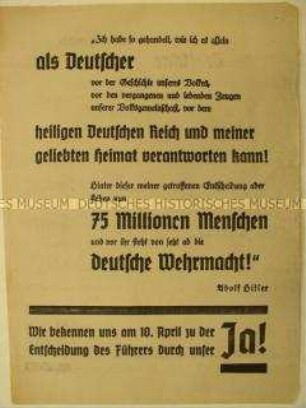 „Ich habe so gehandelt, wie ich es allein
als Deutscher
vor der Geschichte unseres Volkes,
vor den vergangenen und lebenden Zeugen
unserer Volksgemeinschaft, vor dem
heiligen Deutschen Reich und meiner
geliebten Heimat verantworten kann!
Hinter dieser meiner getroffenen Entscheidung aber
stehen nun
75 Millionen Menschen
und vor ihr steht von jetzt ab die
deutsche Wehrmacht!“
Adolf Hitler
Wir bekennen uns am 10. April zu der
Entscheidung des Führers durch unser
Ja!
DEUTSCHES HISTORISCHES MUSEUM